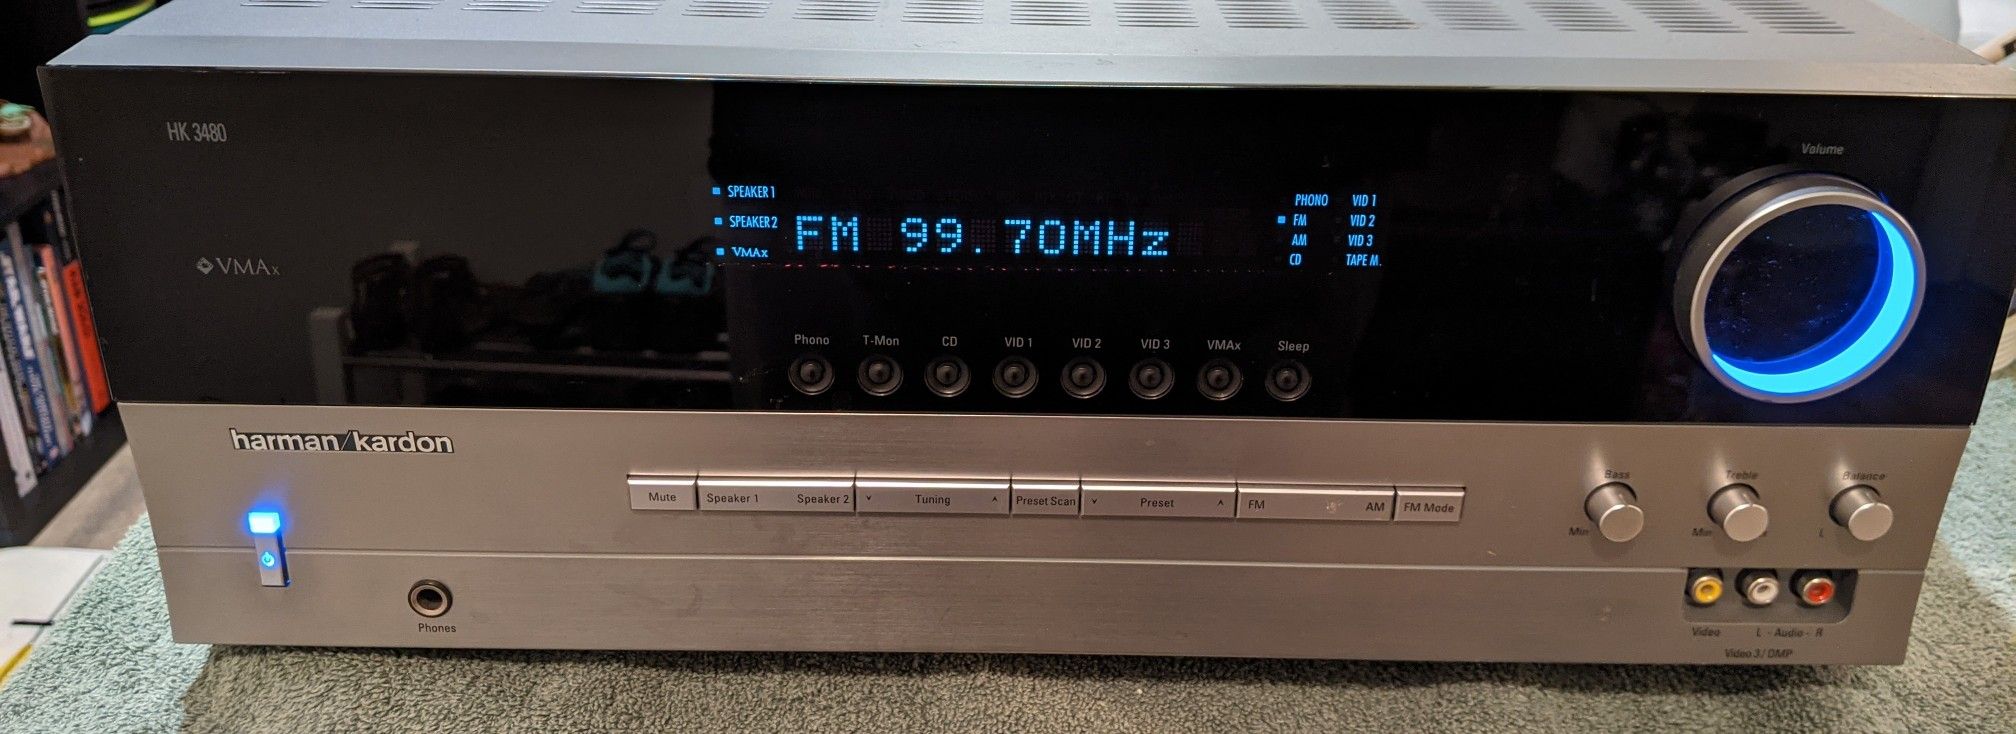 HK 3480
Volume
SPEAKER 1
SPEAKER 2
VMAx
FM 99.70MHz
PHONO VID 1
FM VID 2
AM VID 3
CD TAPE M.
VMAx
Phono T-Mon CD VID 1 VID 2 VID 3 VMAx Sleep
harman/kardon
Mute Speaker 1 Speaker 2 ˅ Tuning ˄ Preset Scan ˅ Preset ˄ FM AM FM Mode
Bass Treble Balance
Min Min L
Phones
Video L - Audio - R
Video 3/ DMP